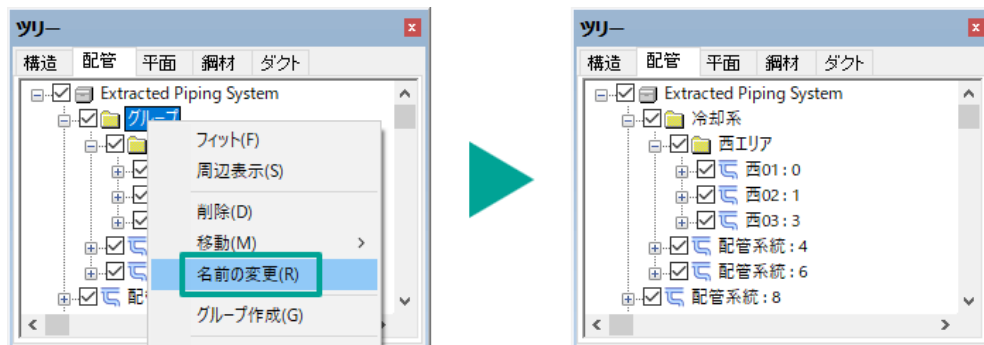 ツリー
構造 配管 平面 鋼材 ダクト
Extracted Piping System
グループ
フィット(F)
周辺表示(S)
削除(D)
移動(M)
名前の変更(R)
グループ作成(G)
ツリー
構造 配管 平面 鋼材 ダクト
Extracted Piping System
冷却系
西エリア
西01:0
西02:1
西03:3
配管系統:4
配管系統:6
配管系統:8